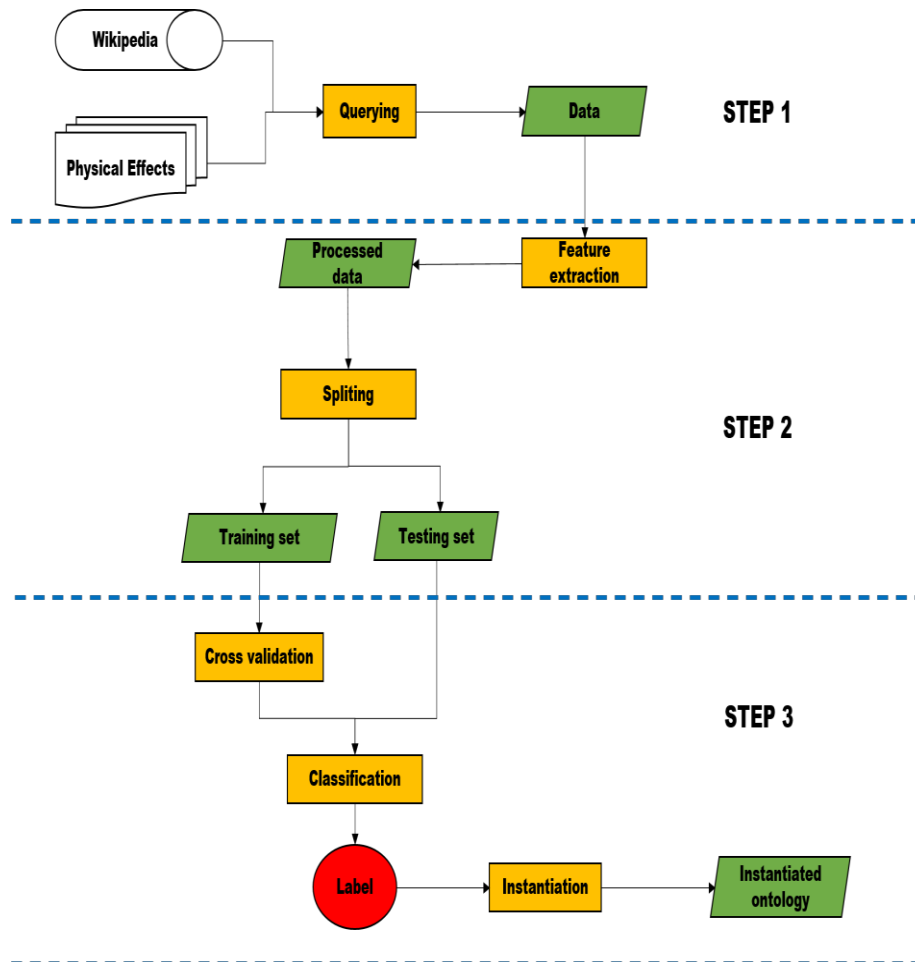 Wikipedia
Querying
Data
STEP 1
Physical Effects
Processed
data
Feature
extraction
Spliting
STEP 2
Training set
Testing set
Cross validation
STEP 3
Classification
Label
Instantiation
Instantiated
ontology